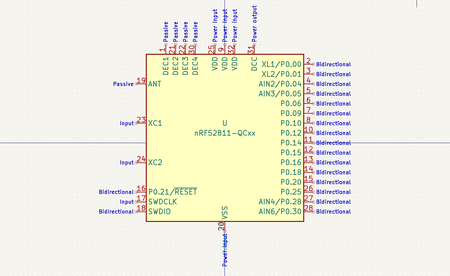 Passive
Passive
Passive
Passive
Power input
Power input
Power input
Power output
1
21
22
30
25
9
32
31
DEC1
DEC2
DEC3
DEC4
VDD
VDD
VDD
DCC
XL1/P0.00 2 Bidirectional
XL2/P0.01 3 Bidirectional
Passive 19 ANT
AIN2/P0.04 4 Bidirectional
AIN3/P0.05 5 Bidirectional
P0.06 6 Bidirectional
P0.09 7 Bidirectional
Input 23 XC1
U
P0.10 8 Bidirectional
nRF52811-QCxx
P0.12 10 Bidirectional
P0.14 11 Bidirectional
P0.15 12 Bidirectional
Input 24 XC2
P0.16 13 Bidirectional
P0.18 14 Bidirectional
P0.20 15 Bidirectional
Bidirectional 16 P0.21/RESET
P0.25 26 Bidirectional
Input 17 SWDCLK
AIN4/P0.28 27 Bidirectional
Bidirectional 18 SWDIO
AIN6/P0.30 28 Bidirectional
VSS
20
Power input